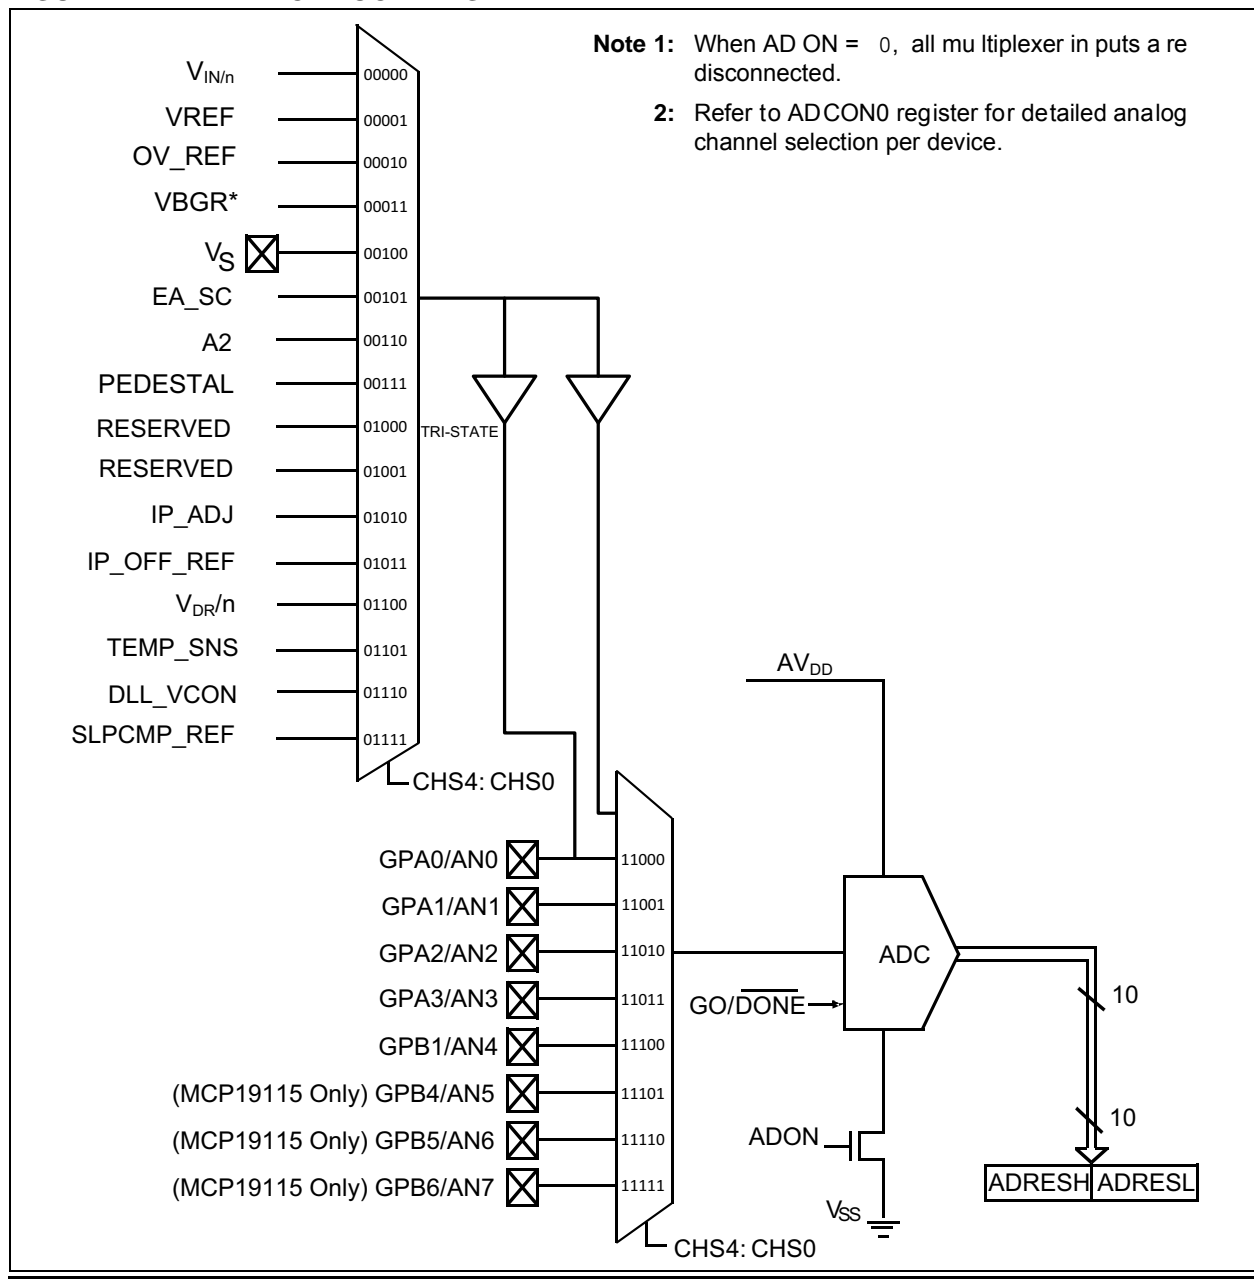 Note 1: When AD ON = 0, all mu ltiplexer in puts a re
disconnected.
2: Refer to ADCON0 register for detailed analog
channel selection per device.
VIN/n 00000
VREF 00001
OV_REF 00010
VBGR* 00011
VS 00100
EA_SC 00101
A2 00110
PEDESTAL 00111
RESERVED 01000
TRI-STATE
RESERVED 01001
IP_ADJ 01010
IP_OFF_REF 01011
VDR/n 01100
TEMP_SNS 01101
DLL_VCON 01110
SLPCMP_REF 01111
CHS4: CHS0
AVDD
GPA0/AN0 11000
GPA1/AN1 11001
GPA2/AN2 11010
GPA3/AN3 11011
GPB1/AN4 11100
(MCP19115 Only) GPB4/AN5 11101
(MCP19115 Only) GPB5/AN6 11110
(MCP19115 Only) GPB6/AN7 11111
CHS4: CHS0
ADC
GO/DONE
10
10
ADON
ADRESH ADRESL
VSS